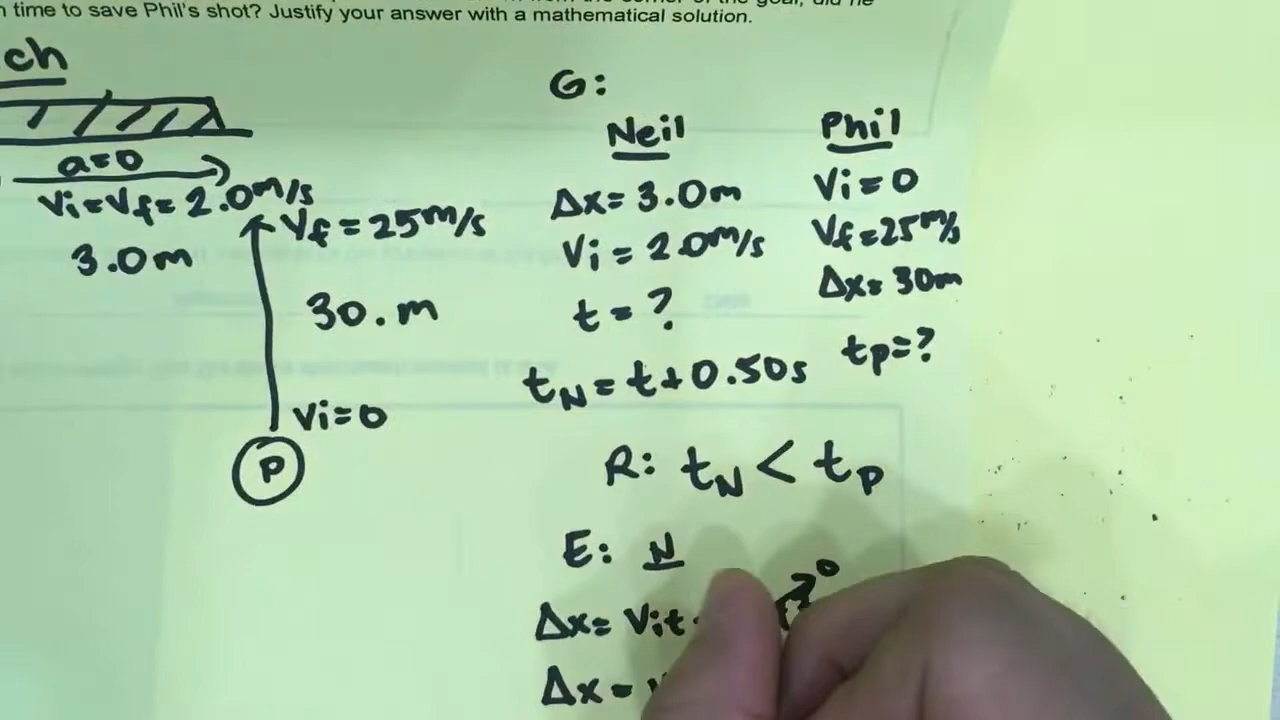 time to save Phil's shot? Justify your answer with a mathematical solution.
ch
a=0
Vi=Vf= 2.0m/s
3.0m
Vf = 25m/s
30.m
Vi=0
P
G:
Neil
Δx= 3.0m
Vi = 2.0m/s
t = ?
tN = t+0.50s
Phil
Vi=0
Vf=25m/s
Δx= 30m
tp=?
R: tN < tP
E: N
Δx= Vit
0
Δx=